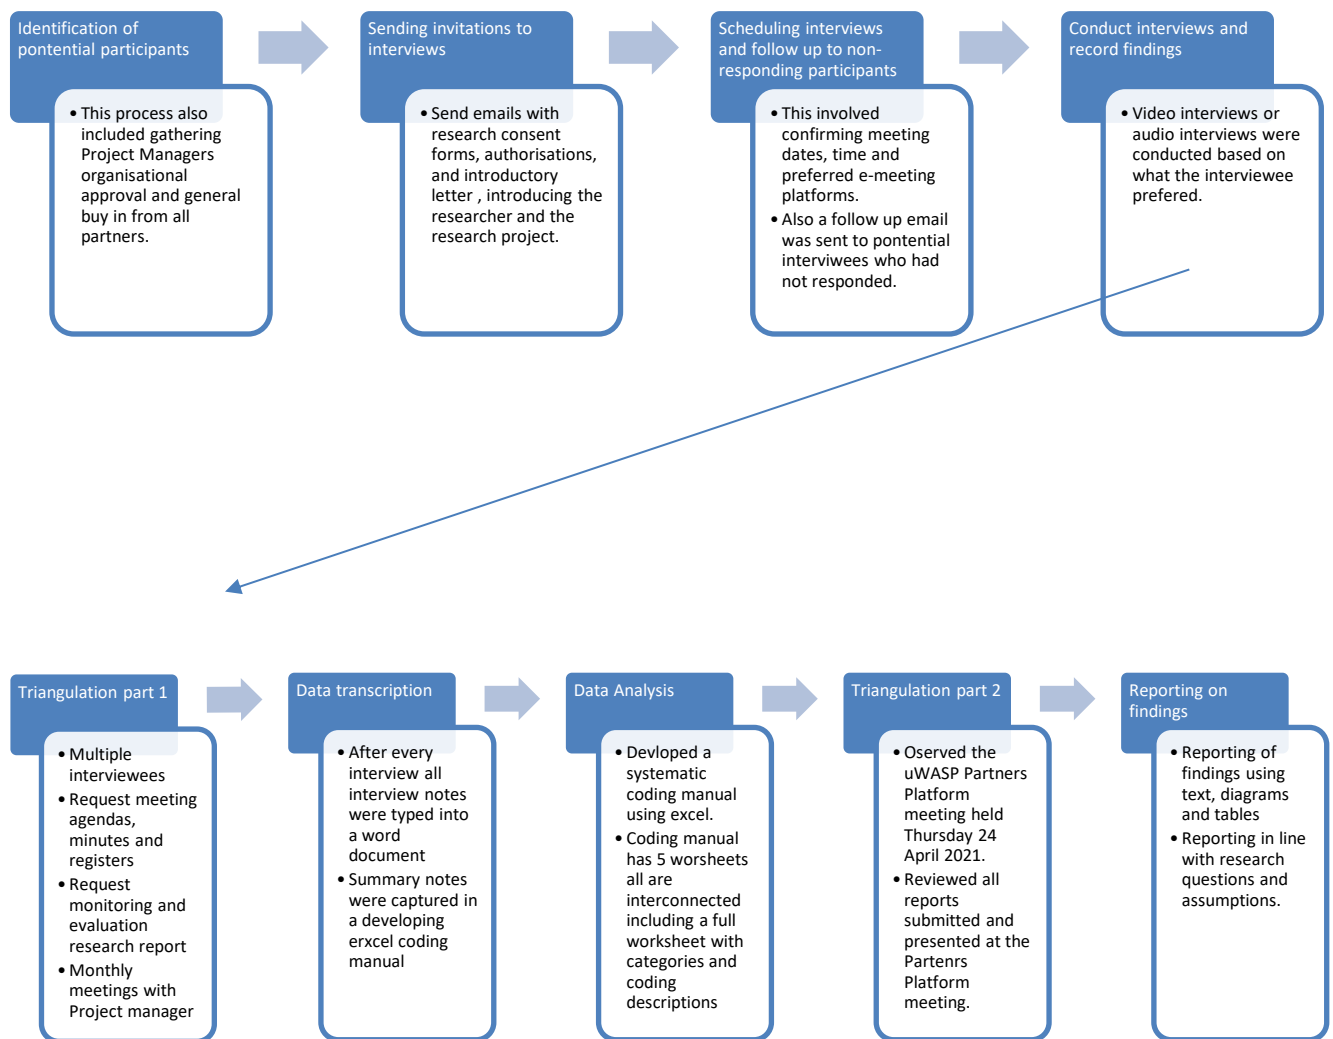 Identification of
pontential participants
• This process also
included gathering
Project Managers
organisational
approval and general
buy in from all
partners.
Sending invitations to
interviews
• Send emails with
research consent
forms, authorisations,
and introductory
letter , introducing the
researcher and the
research project.
Scheduling interviews
and follow up to non-
responding participants
• This involved
confirming meeting
dates, time and
preferred e-meeting
platforms.
• Also a follow up email
was sent to pontential
interviwees who had
not responded.
Conduct interviews and
record findings
• Video interviews or
audio interviews were
conducted based on
what the interviewee
prefered.
Triangulation part 1
• Multiple
interviewees
• Request meeting
agendas,
minutes and
registers
• Request
monitoring and
evaluation
research report
• Monthly
meetings with
Project manager
Data transcription
• After every
interview all
interview notes
were typed into
a word
document
• Summary notes
were captured in
a developing
erxcel coding
manual
Data Analysis
• Devloped a
systematic
coding manual
using excel.
• Coding manual
has 5 worsheets
all are
interconnected
including a full
worksheet with
categories and
coding
descriptions
Triangulation part 2
• Oserved the
uWASP Partners
Platform
meeting held
Thursday 24
April 2021.
• Reviewed all
reports
submitted and
presented at the
Partenrs
Platform
meeting.
Reporting on
findings
• Reporting of
findings using
text, diagrams
and tables
• Reporting in line
with research
questions and
assumptions.